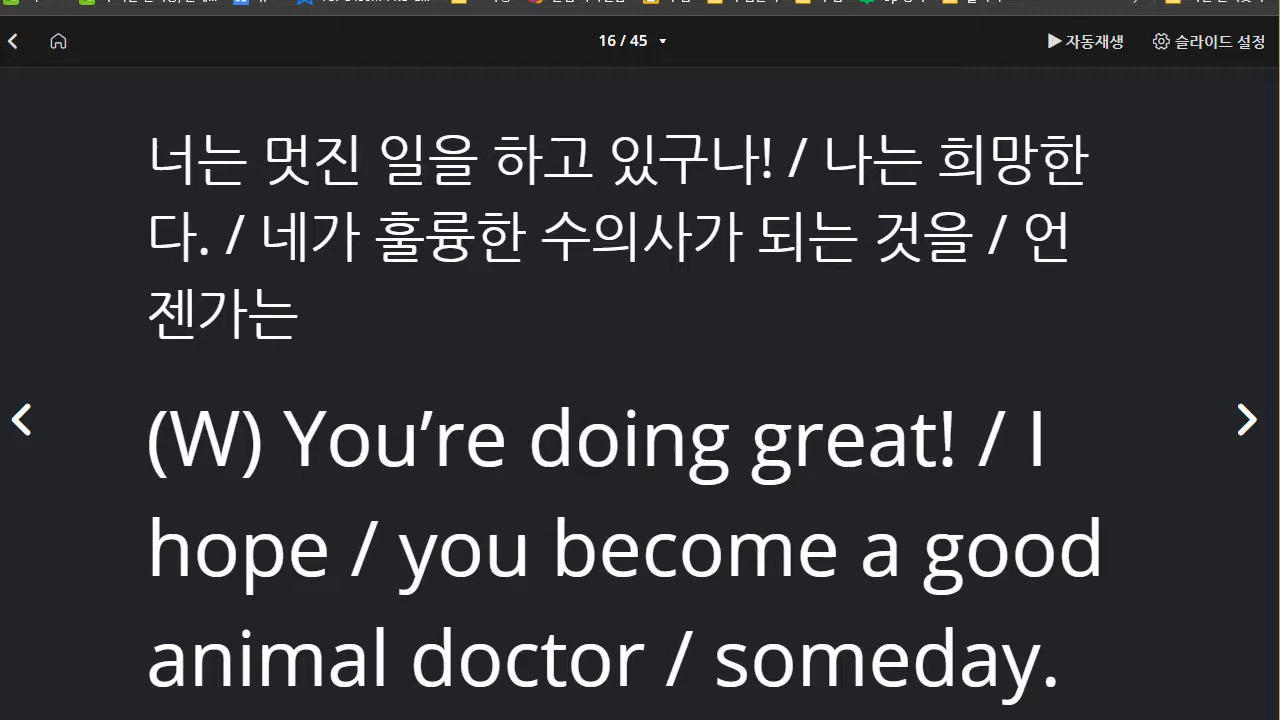 16 / 45
자동재생
슬라이드 설정
너는 멋진 일을 하고 있구나! / 나는 희망한
다. / 네가 훌륭한 수의사가 되는 것을 / 언
젠가는
(W) You’re doing great! / I
hope / you become a good
animal doctor / someday.